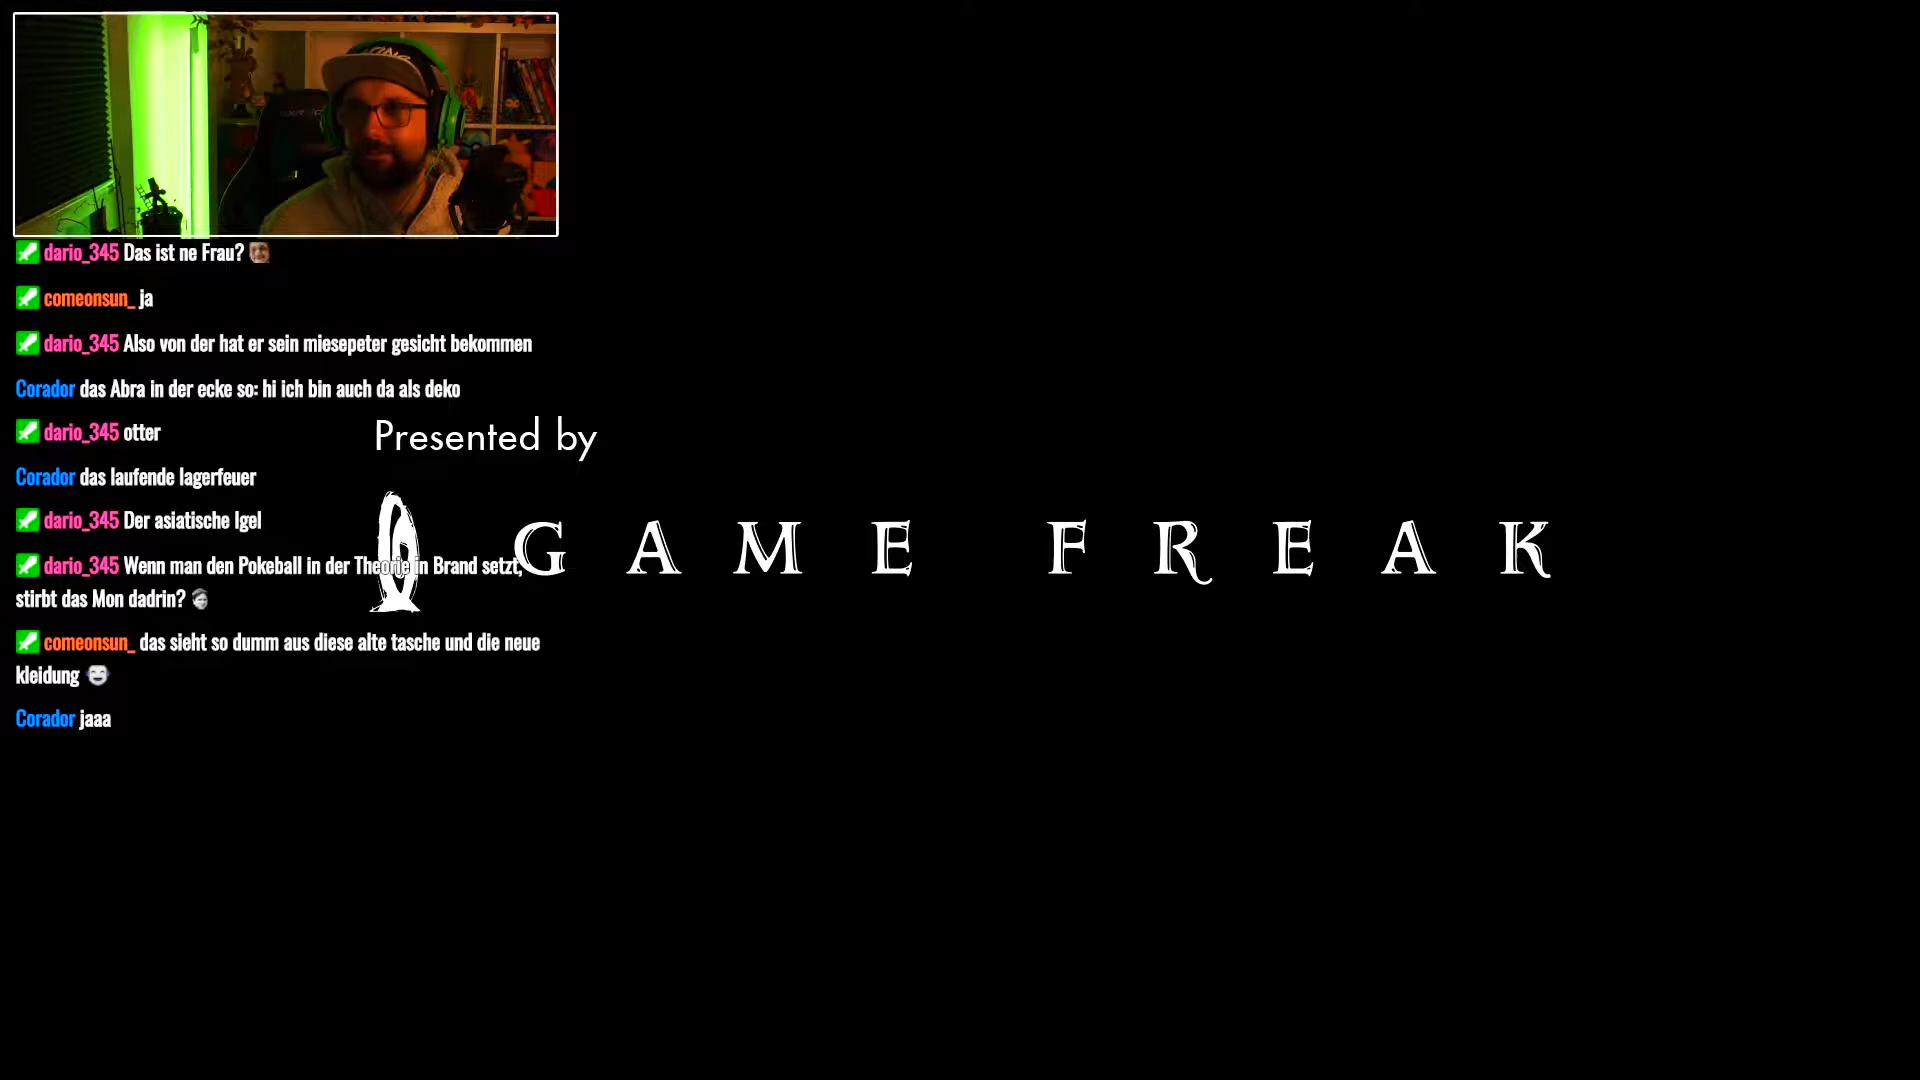 dario_345 Das ist ne Frau?
comeonsun_ ja
dario_345 Also von der hat er sein miesepeter gesicht bekommen
Corador das Abra in der ecke so: hi ich bin auch da als deko
dario_345 otter
Presented by
Corador das laufende lagerfeuer
dario_345 Der asiatische Igel
GAME FREAK
dario_345 Wenn man den Pokeball in der Theorie in Brand setzt,
stirbt das Mon dadrin?
comeonsun_ das sieht so dumm aus diese alte tasche und die neue
kleidung
Corador jaaa